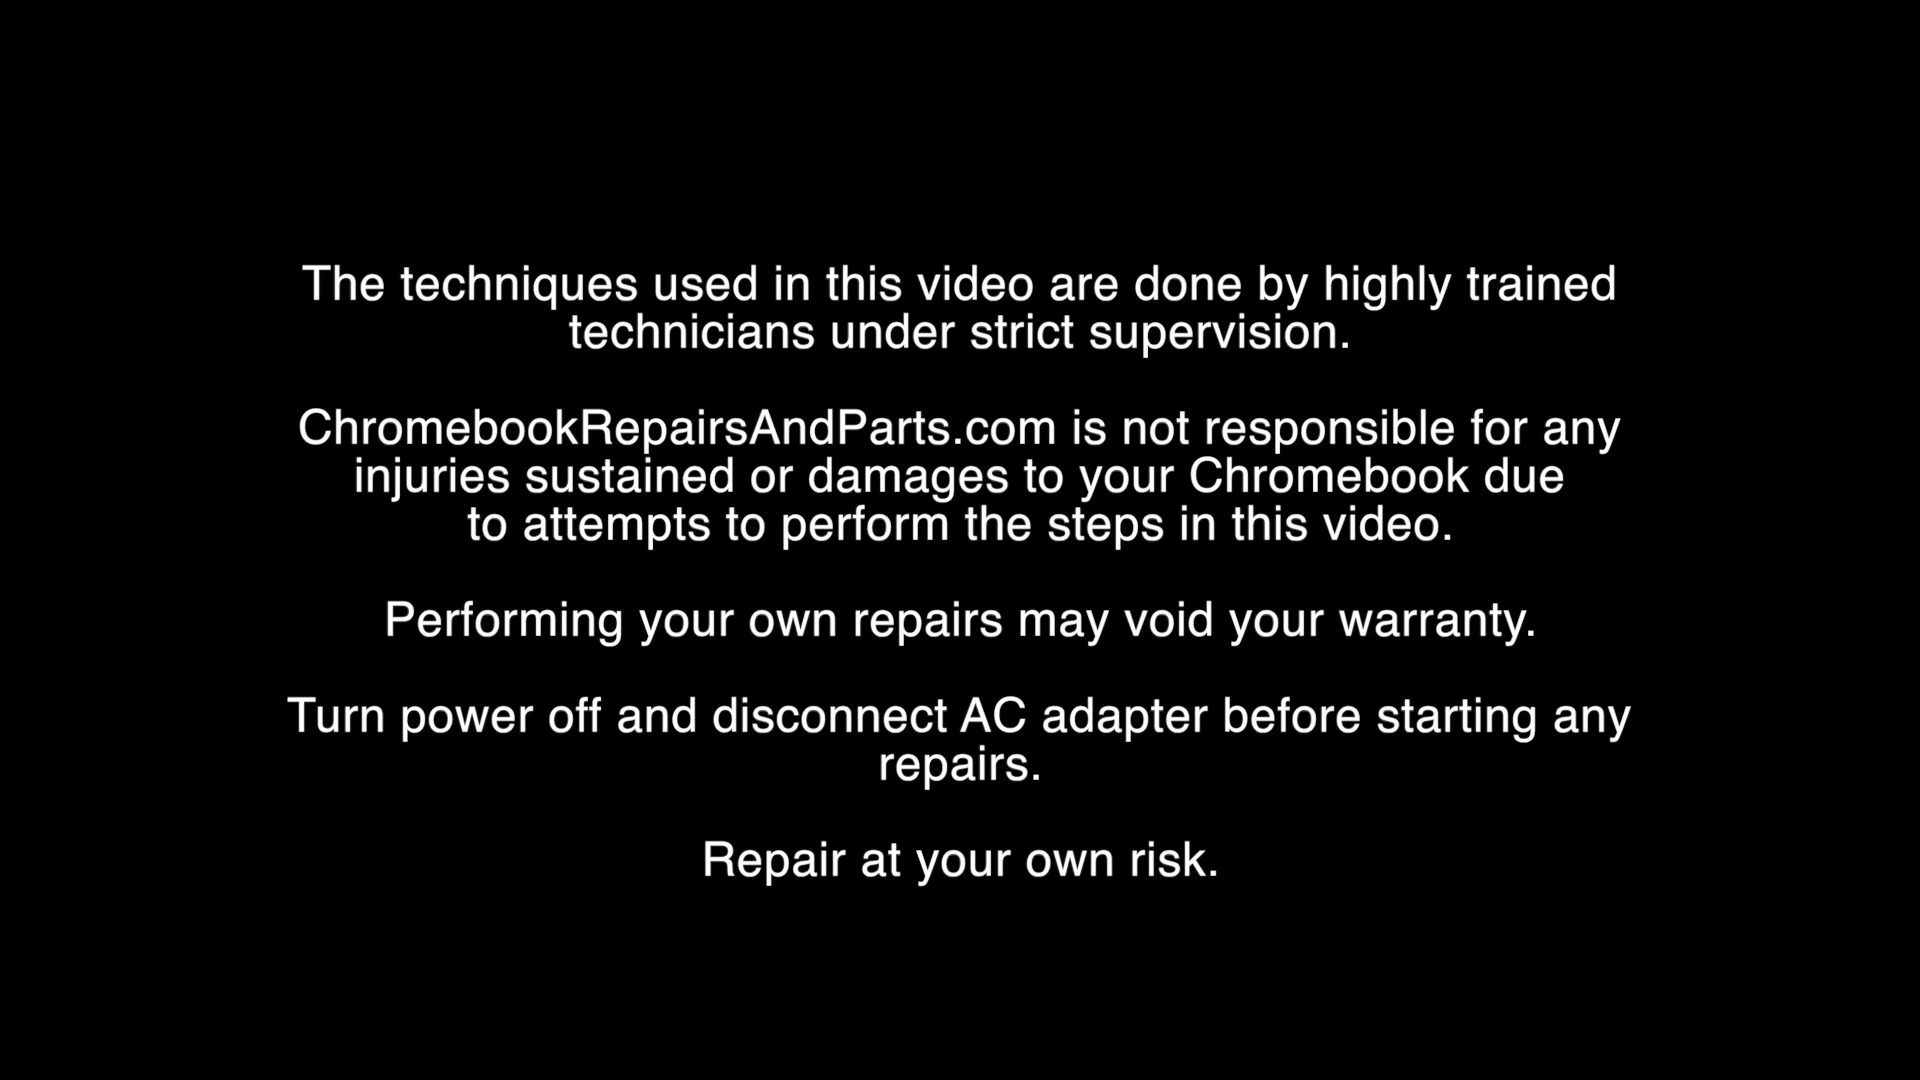 The techniques used in this video are done by highly trained
technicians under strict supervision.
ChromebookRepairsAndParts.com is not responsible for any
injuries sustained or damages to your Chromebook due
to attempts to perform the steps in this video.
Performing your own repairs may void your warranty.
Turn power off and disconnect AC adapter before starting any
repairs.
Repair at your own risk.